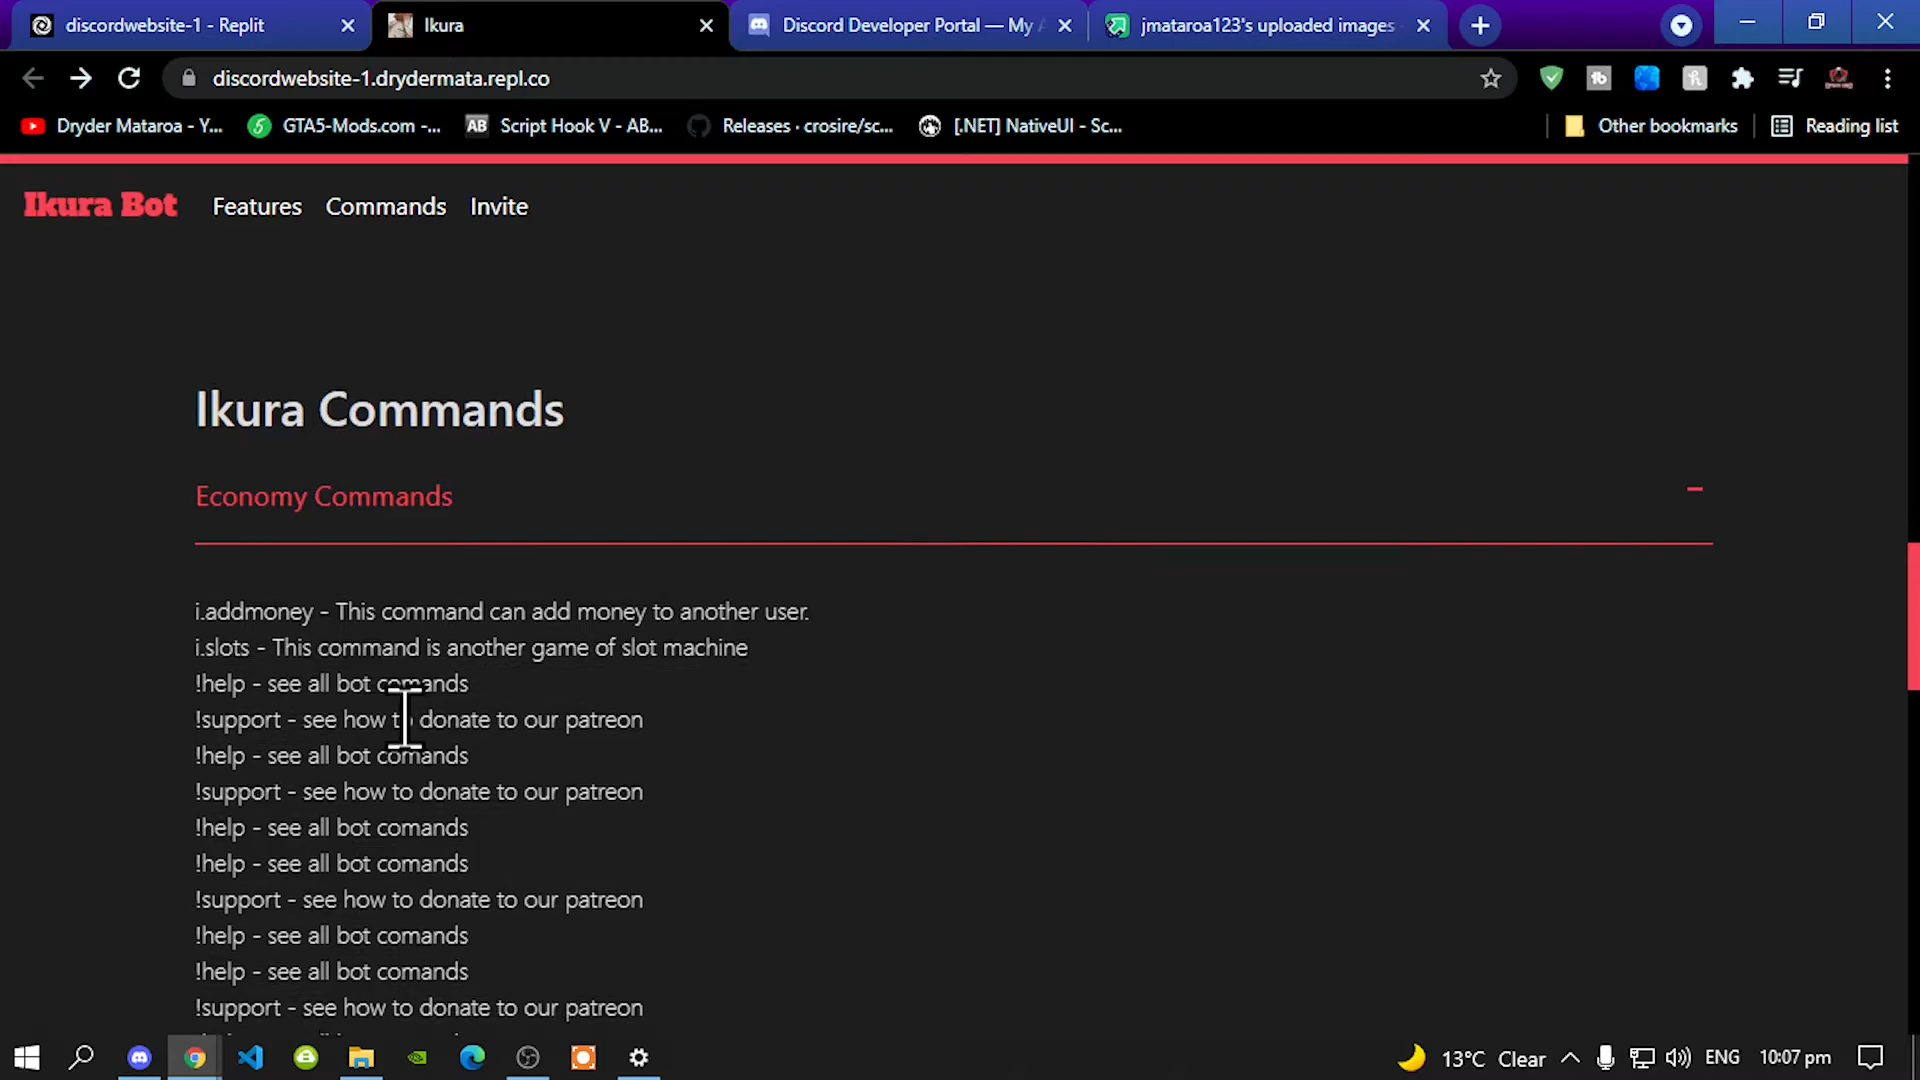 discordwebsite-1 - Replit
Ikura
Discord Developer Portal — My A
jmataroa123's uploaded images
discordwebsite-1.drydermata.repl.co
Dryder Mataroa - Y...
GTA5-Mods.com -...
Script Hook V - AB...
Releases · crosire/sc...
[.NET] NativeUI - Sc...
Other bookmarks
Reading list
Ikura Bot
Features
Commands
Invite
Ikura Commands
Economy Commands
i.addmoney - This command can add money to another user.
i.slots - This command is another game of slot machine
!help - see all bot comands
!support - see how to donate to our patreon
!help - see all bot comands
!support - see how to donate to our patreon
!help - see all bot comands
!help - see all bot comands
!support - see how to donate to our patreon
!help - see all bot comands
!help - see all bot comands
!support - see how to donate to our patreon
13°C Clear
ENG
10:07 pm